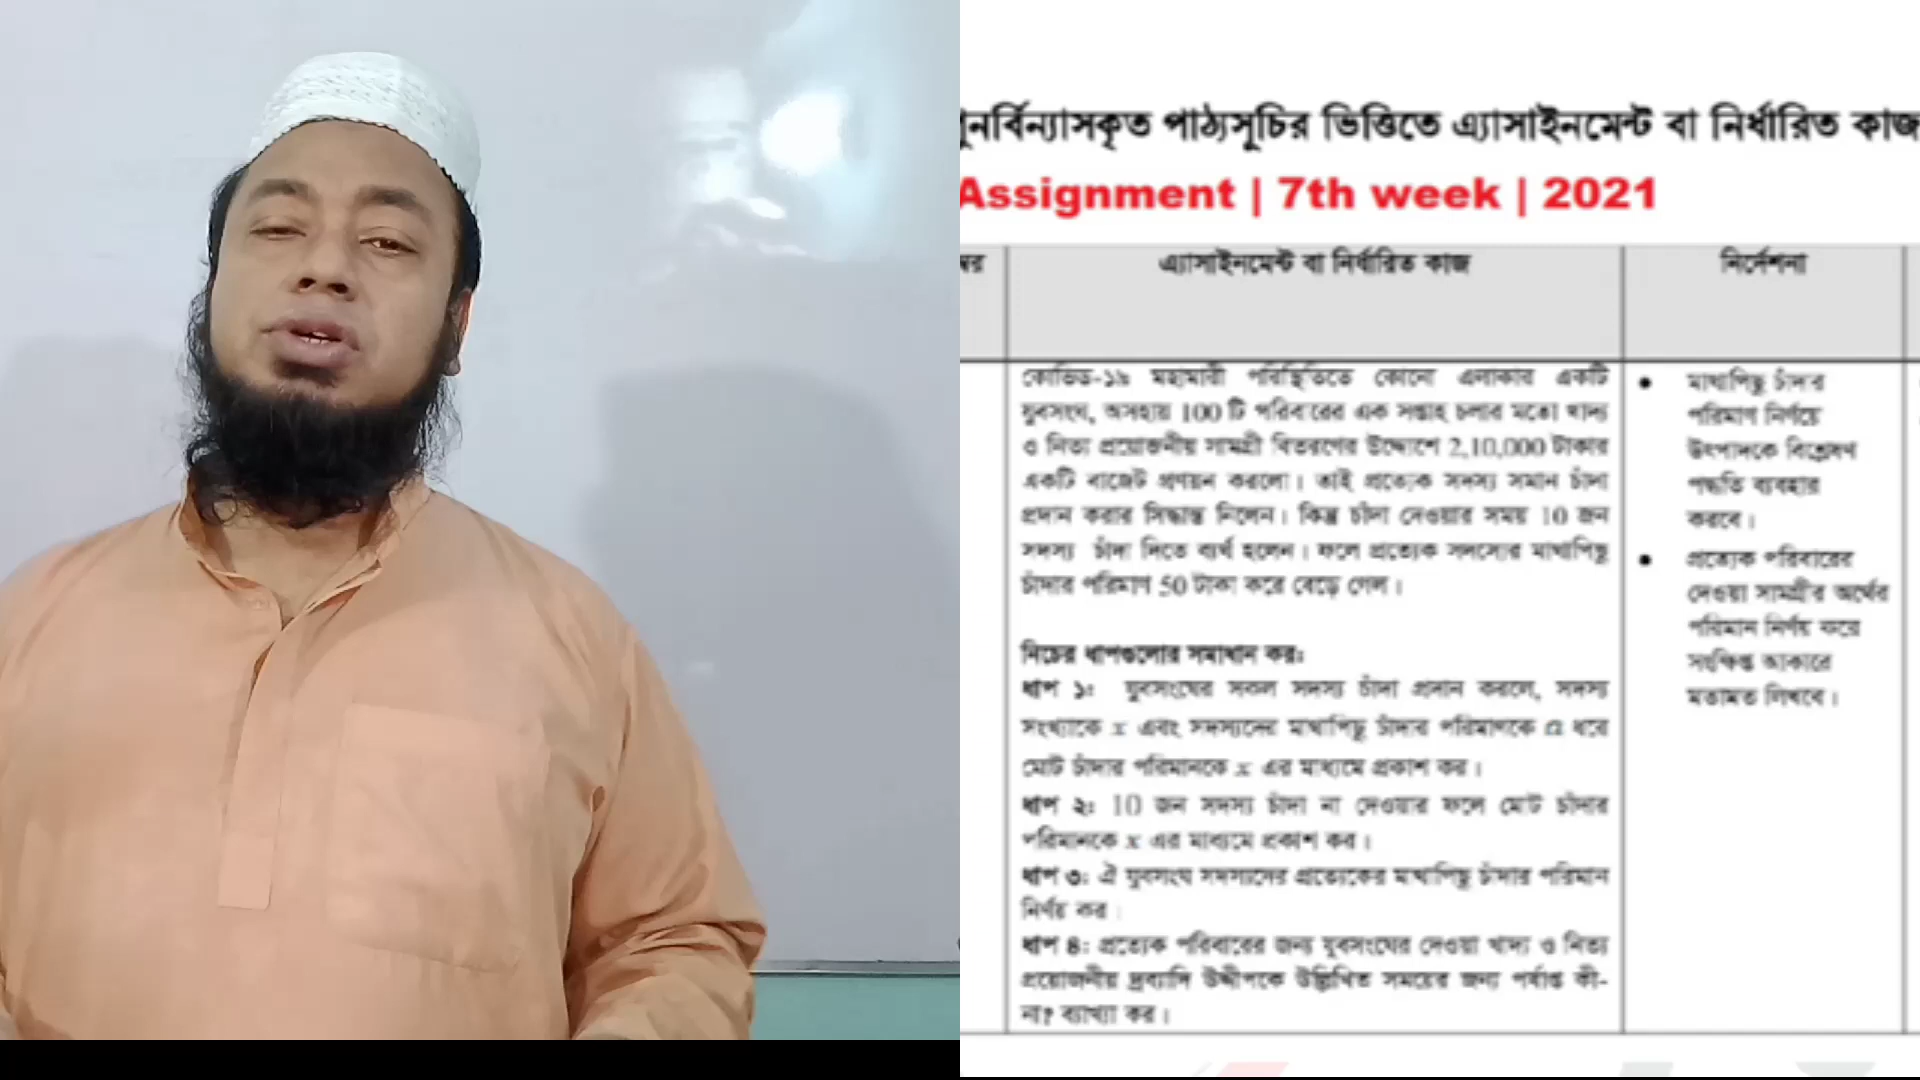 পুনর্বিন্যাসকৃত পাঠ্যসূচির ভিত্তিতে এ্যাসাইনমেন্ট বা নির্ধারিত কাজ
Assignment | 7th week | 2021
এ্যাসাইনমেন্ট বা নির্ধারিত কাজ
কোভিড-১৯ মহামারী পরিস্থিতিতে কোনো এলাকার একটি
যুবসংঘ, অসহায় 100 টি পরিবারের এক সপ্তাহ চলার মতো খাদ্য
ও নিত্য প্রয়োজনীয় সামগ্রী বিতরণের উদ্দ্যেশে 2,10,000 টাকার
একটি বাজেট প্রণয়ন করলো। তাই প্রত্যেক সদস্য সমান চাঁদা
প্রদান করার সিদ্ধান্ত নিলেন। কিন্তু চাঁদা দেওয়ার সময় 10 জন
সদস্য চাঁদা দিতে ব্যর্থ হলেন। ফলে প্রত্যেক সদস্যের মাথাপিছু
চাঁদার পরিমাণ 50 টাকা করে বেড়ে গেল।
নিচের ধাপগুলোর সমাধান কর:
ধাপ ১: যুবসংঘের সকল সদস্য চাঁদা প্রদান করলে, সদস্য
সংখ্যাকে x এবং সদস্যদের মাথাপিছু চাঁদার পরিমাণকে a ধরে
মোট চাঁদার পরিমানকে x এর মাধ্যমে প্রকাশ কর।
ধাপ ২: 10 জন সদস্য চাঁদা না দেওয়ার ফলে মোট চাঁদার
পরিমানকে x এর মাধ্যমে প্রকাশ কর।
ধাপ ৩: ঐ যুবসংঘ সদস্যদের প্রত্যেকের মাথাপিছু চাঁদার পরিমান
নির্ণয় কর
ধাপ ৪: প্রত্যেক পরিবারের জন্য যুবসংঘের দেওয়া খাদ্য ও নিত্য
প্রয়োজনীয় দ্রব্যাদি উদ্দীপকে উল্লিখিত সময়ের জন্য পর্যাপ্ত কী-
না? ব্যাখ্যা কর।
নির্দেশনা
• মাথাপিছু চাঁদার
পরিমাণ নির্ণয়ে
উৎপাদকে বিশ্লেষণ
পদ্ধতি ব্যবহার
করবে।
• প্রত্যেক পরিবারের
দেওয়া সামগ্রীর অর্থের
পরিমান নির্ণয় করে
সংক্ষিপ্ত আকারে
মতামত লিখবে।